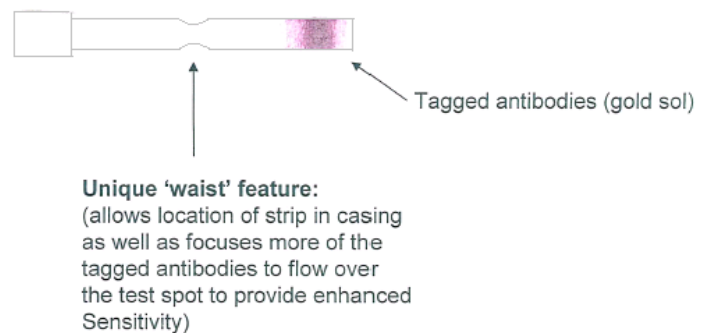 Tagged antibodies (gold sol)
Unique ‘waist’ feature:
(allows location of strip in casing
as well as focuses more of the
tagged antibodies to flow over
the test spot to provide enhanced
Sensitivity)